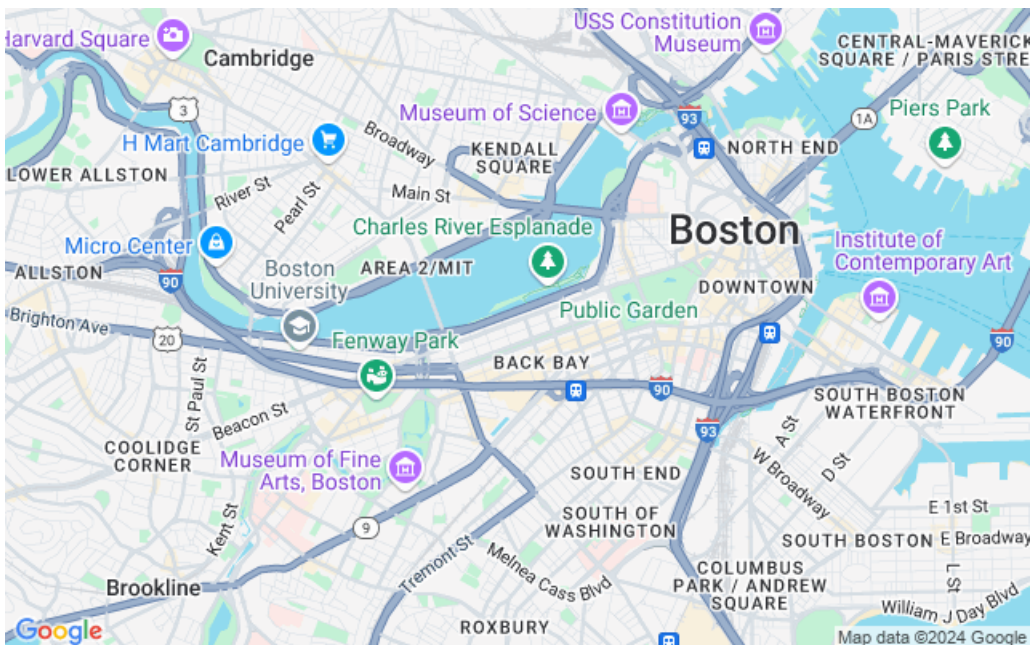 Harvard Square
Cambridge
USS Constitution
Museum
CENTRAL-MAVERICK
SQUARE / PARIS STRE
3
Museum of Science
93
1A
Piers Park
H Mart Cambridge
Broadway
KENDALL
SQUARE
NORTH END
LOWER ALLSTON
River St
Pearl St
Main St
Charles River Esplanade
Boston
Micro Center
Institute of
Contemporary Art
ALLSTON
90
Boston
University
AREA 2/MIT
DOWNTOWN
Public Garden
Brighton Ave
20
Fenway Park
90
BACK BAY
90
St Paul St
SOUTH BOSTON
WATERFRONT
Beacon St
93
A St
COOLIDGE
CORNER
Museum of Fine
Arts, Boston
SOUTH END
W Broadway
D St
Kent St
9
SOUTH OF
WASHINGTON
E 1st St
SOUTH BOSTON
E Broadway
Tremont St
Melnea Cass Blvd
Brookline
COLUMBUS
PARK / ANDREW
SQUARE
L St
William J Day Blvd
Google
ROXBURY
Map data ©2024 Google